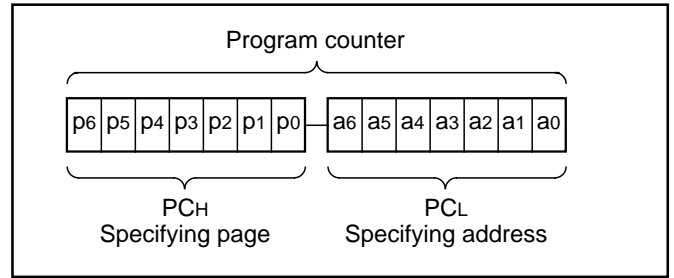 Program counter
p6 p5 p4 p3 p2 p1 p0 a6 a5 a4 a3 a2 a1 a0
PCH PCL
Specifying page Specifying address